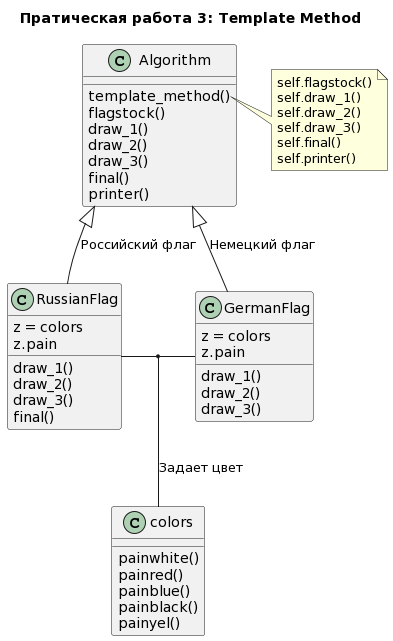 Пратическая работа 3: Template Method
C Algorithm
template_method()
flagstock()
draw_1()
draw_2()
draw_3()
final()
printer()
self.flagstock()
self.draw_1()
self.draw_2()
self.draw_3()
self.final()
self.printer()
Российский флаг
Немецкий флаг
C RussianFlag
z = colors
z.pain
draw_1()
draw_2()
draw_3()
final()
C GermanFlag
z = colors
z.pain
draw_1()
draw_2()
draw_3()
Задает цвет
C colors
painwhite()
painred()
painblue()
painblack()
painyel()